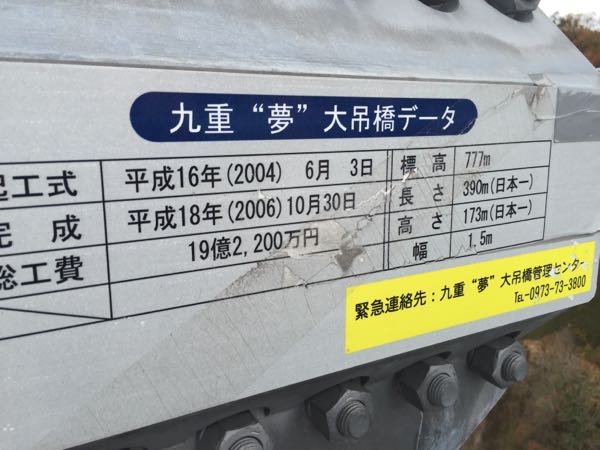 九重“夢”大吊橋データ
起工式 平成16年(2004) 6月 3日 標高 777m
完成 平成18年(2006)10月30日 長さ 390m(日本一)
総工費 19億2,200万円 高さ 173m(日本一)
幅 1.5m
緊急連絡先：九重“夢”大吊橋管理センター
TEL-0973-73-3800